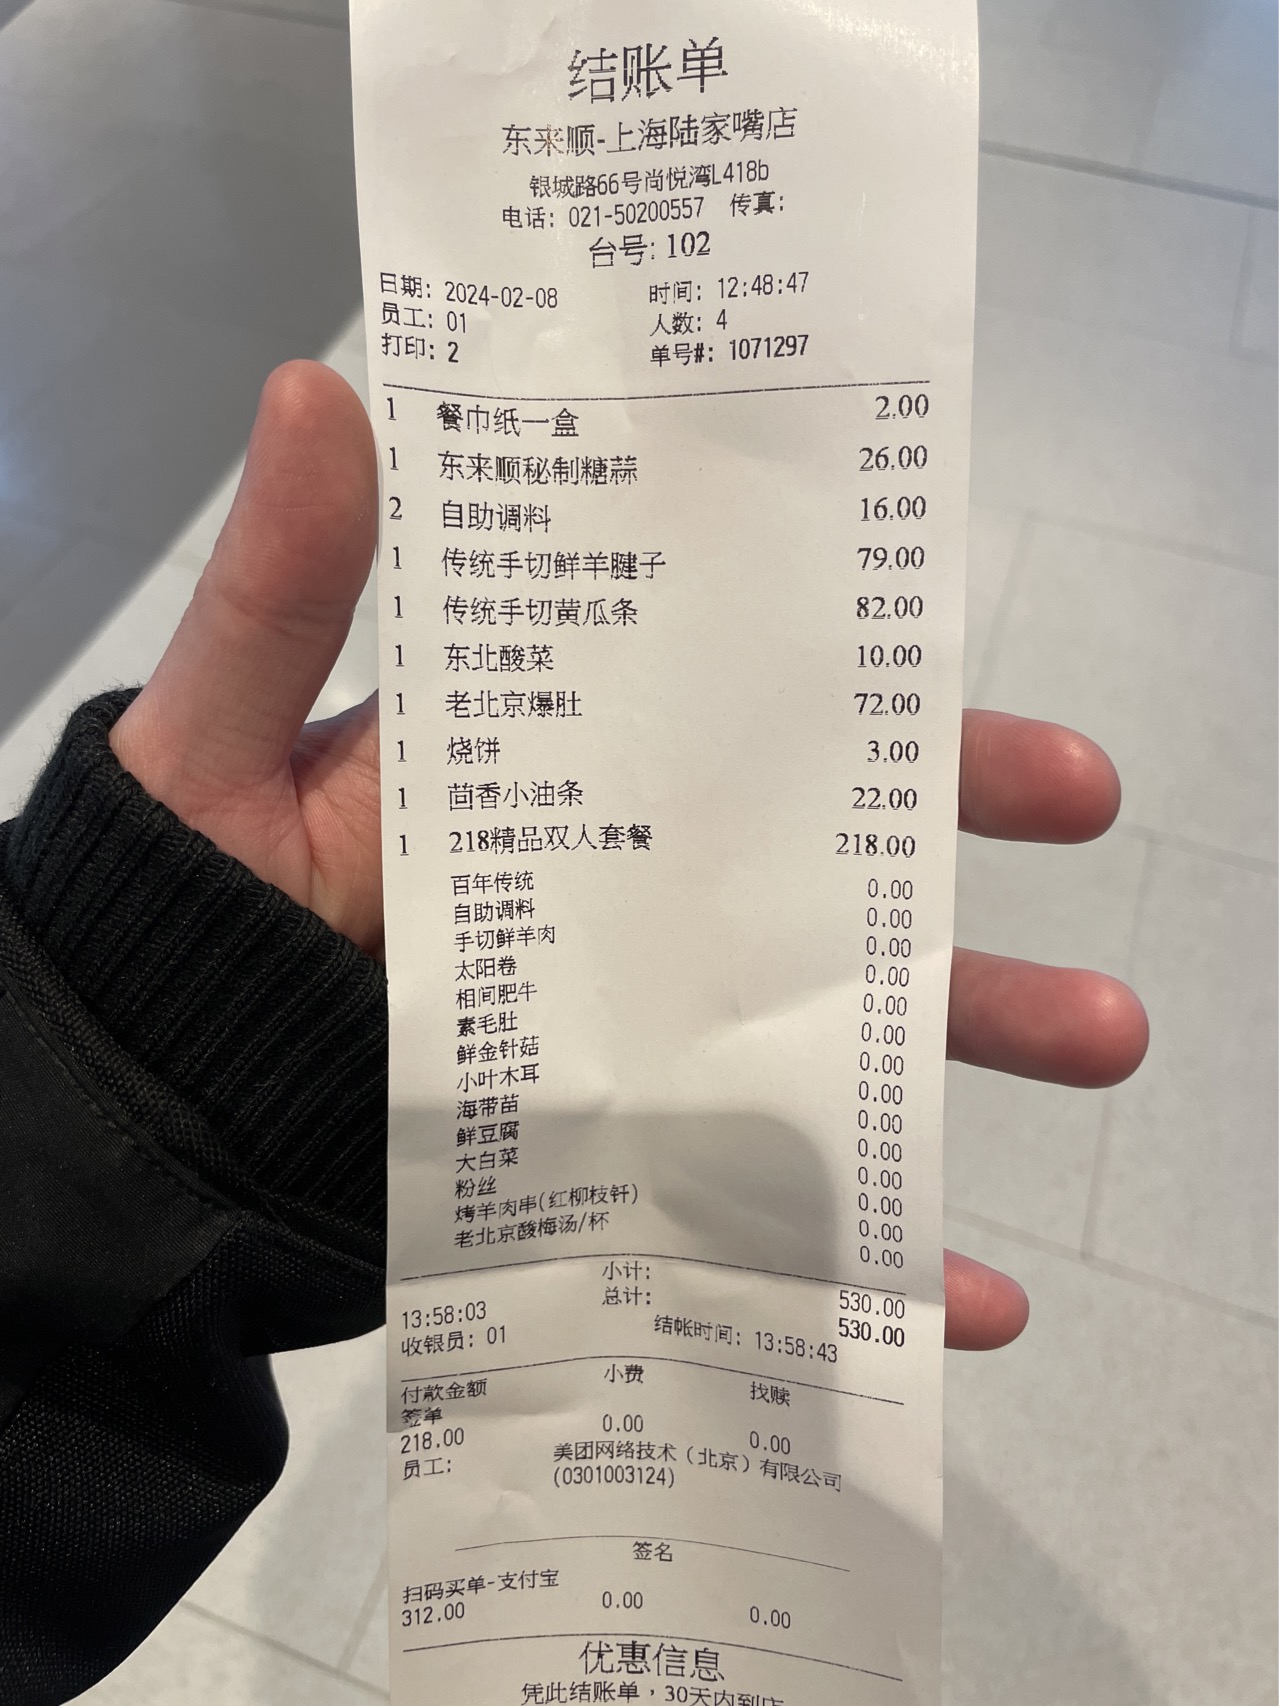 结账单
东来顺-上海陆家嘴店
银城路66号尚悦湾L418b
电话: 021-50200557 传真:
台号: 102
日期: 2024-02-08 时间: 12:48:47
员工: 01 人数: 4
打印: 2 单号#: 1071297
1 餐巾纸一盒 2.00
1 东来顺秘制糖蒜 26.00
2 自助调料 16.00
1 传统手切鲜羊腱子 79.00
1 传统手切黄瓜条 82.00
1 东北酸菜 10.00
1 老北京爆肚 72.00
1 烧饼 3.00
1 茴香小油条 22.00
1 218精品双人套餐 218.00
百年传统 0.00
自助调料 0.00
手切鲜羊肉 0.00
太阳卷 0.00
相间肥牛 0.00
素毛肚 0.00
鲜金针菇 0.00
小叶木耳 0.00
海带苗 0.00
鲜豆腐 0.00
大白菜 0.00
粉丝 0.00
烤羊肉串(红柳枝钎) 0.00
老北京酸梅汤/杯 0.00
小计: 530.00
总计: 530.00
13:58:03
收银员: 01 结帐时间: 13:58:43
付款金额 小费 找赎
签单
218.00 0.00 0.00
员工: 美团网络技术（北京）有限公司
(0301003124)
签名
扫码买单-支付宝
312.00 0.00 0.00
优惠信息
凭此结账单，30天内到店